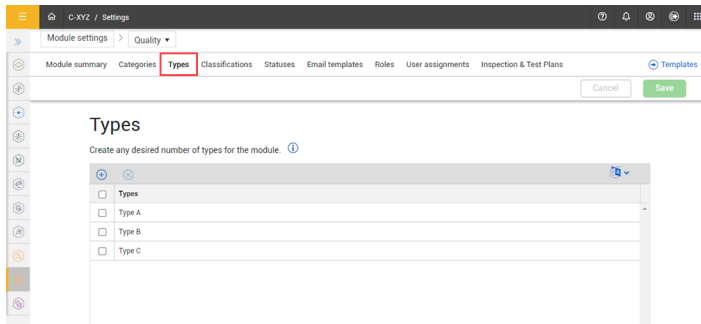 C-XYZ / Settings
Module settings > Quality
Module summary Categories Types Classifications Statuses Email templates Roles User assignments Inspection & Test Plans Templates
Cancel Save
Types
Create any desired number of types for the module.
Types
Type A
Type B
Type C